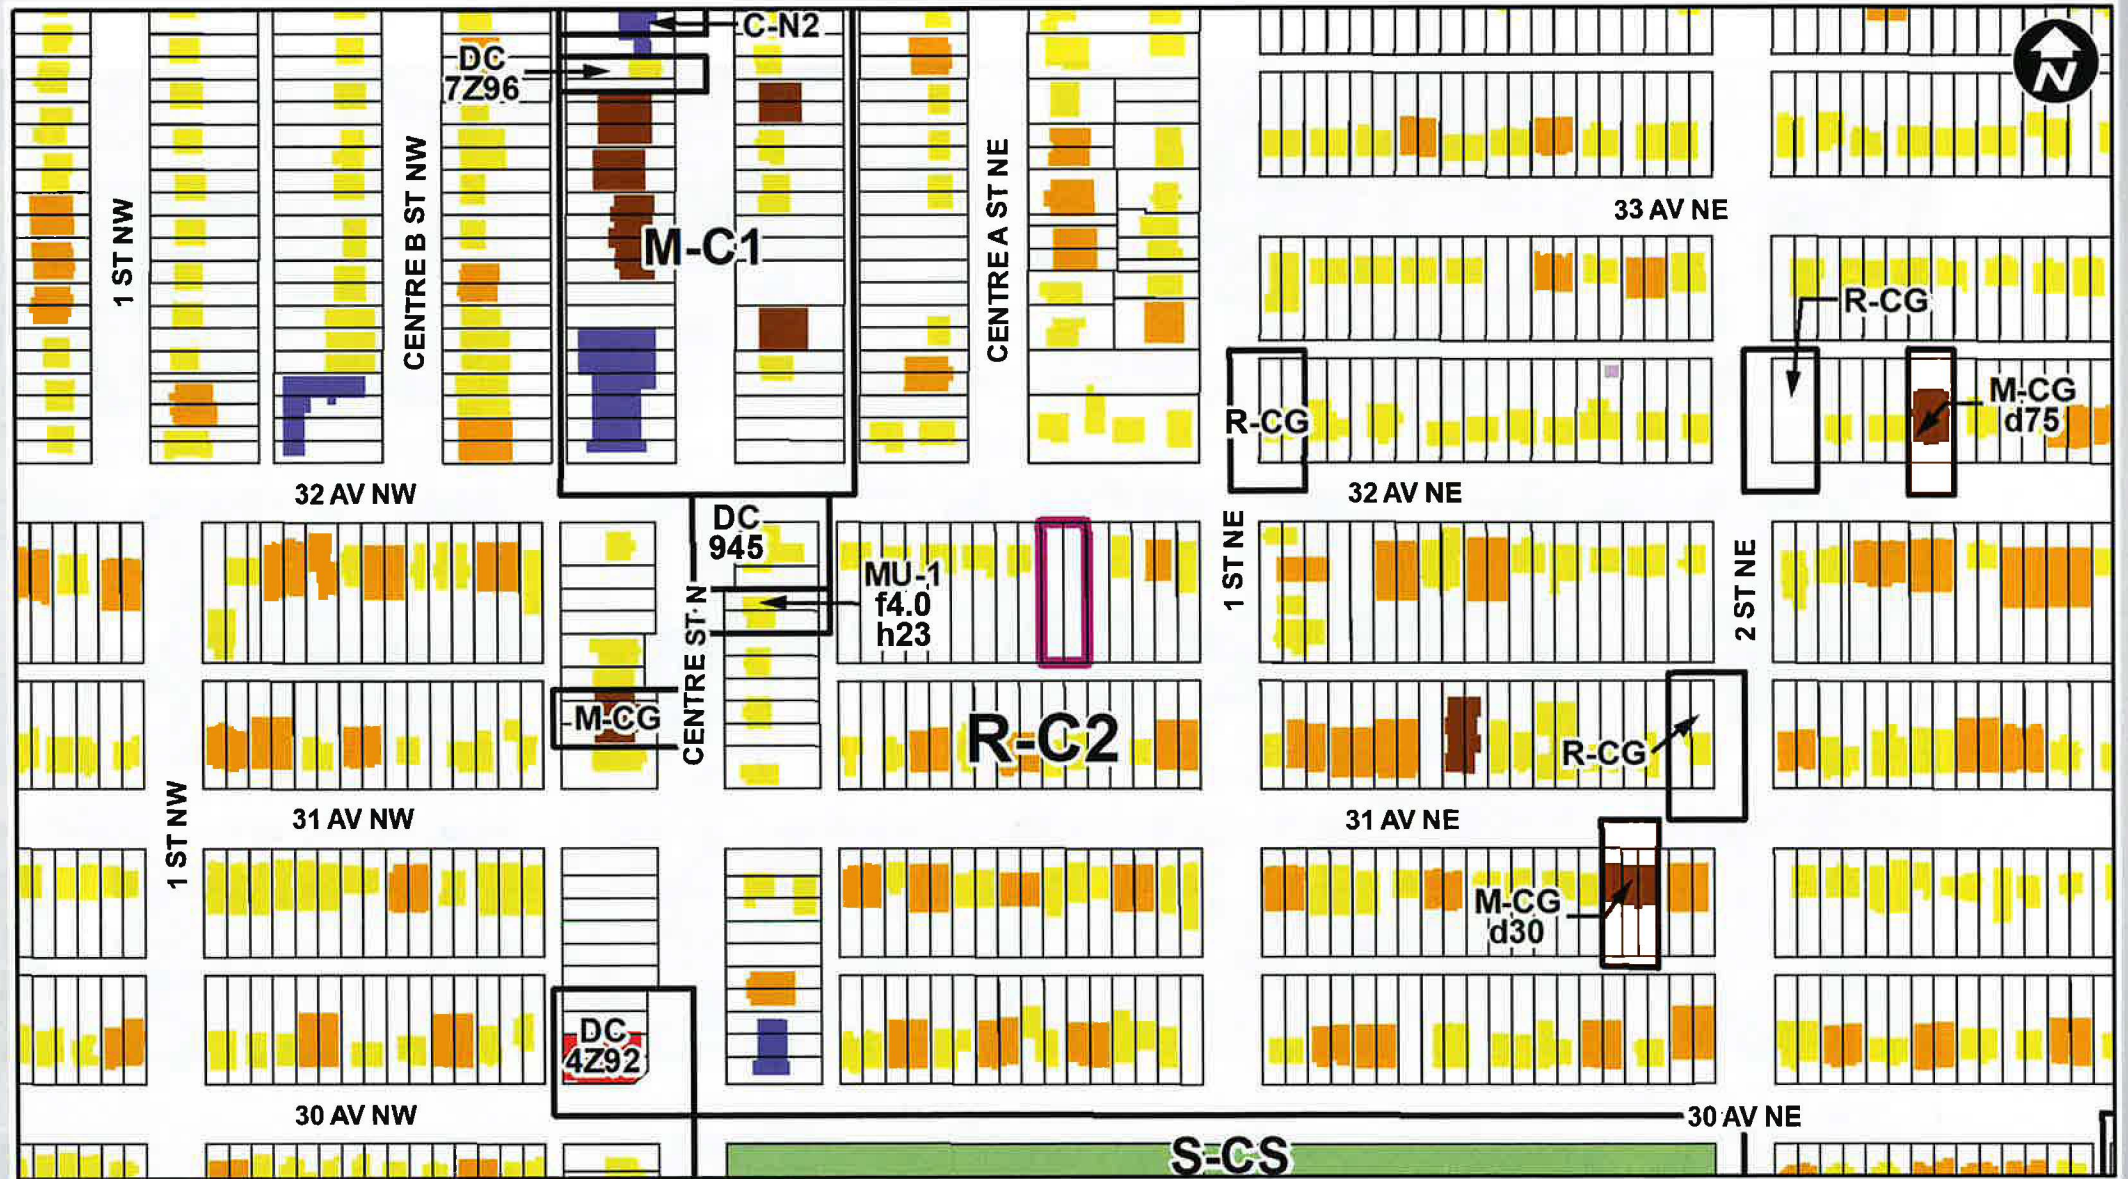 C-N2
DC
7Z96
N
1 ST NW
CENTRE B ST NW
M-C1
CENTRE A ST NE
33 AV NE
R-CG
R-CG
M-CG
d75
32 AV NW
32 AV NE
DC
945
MU-1
f4.0
h23
1 ST NE
2 ST NE
CENTRE ST N
M-CG
R-C2
R-CG
1 ST NW
31 AV NW
31 AV NE
M-CG
d30
DC
4Z92
30 AV NW
30 AV NE
S-CS